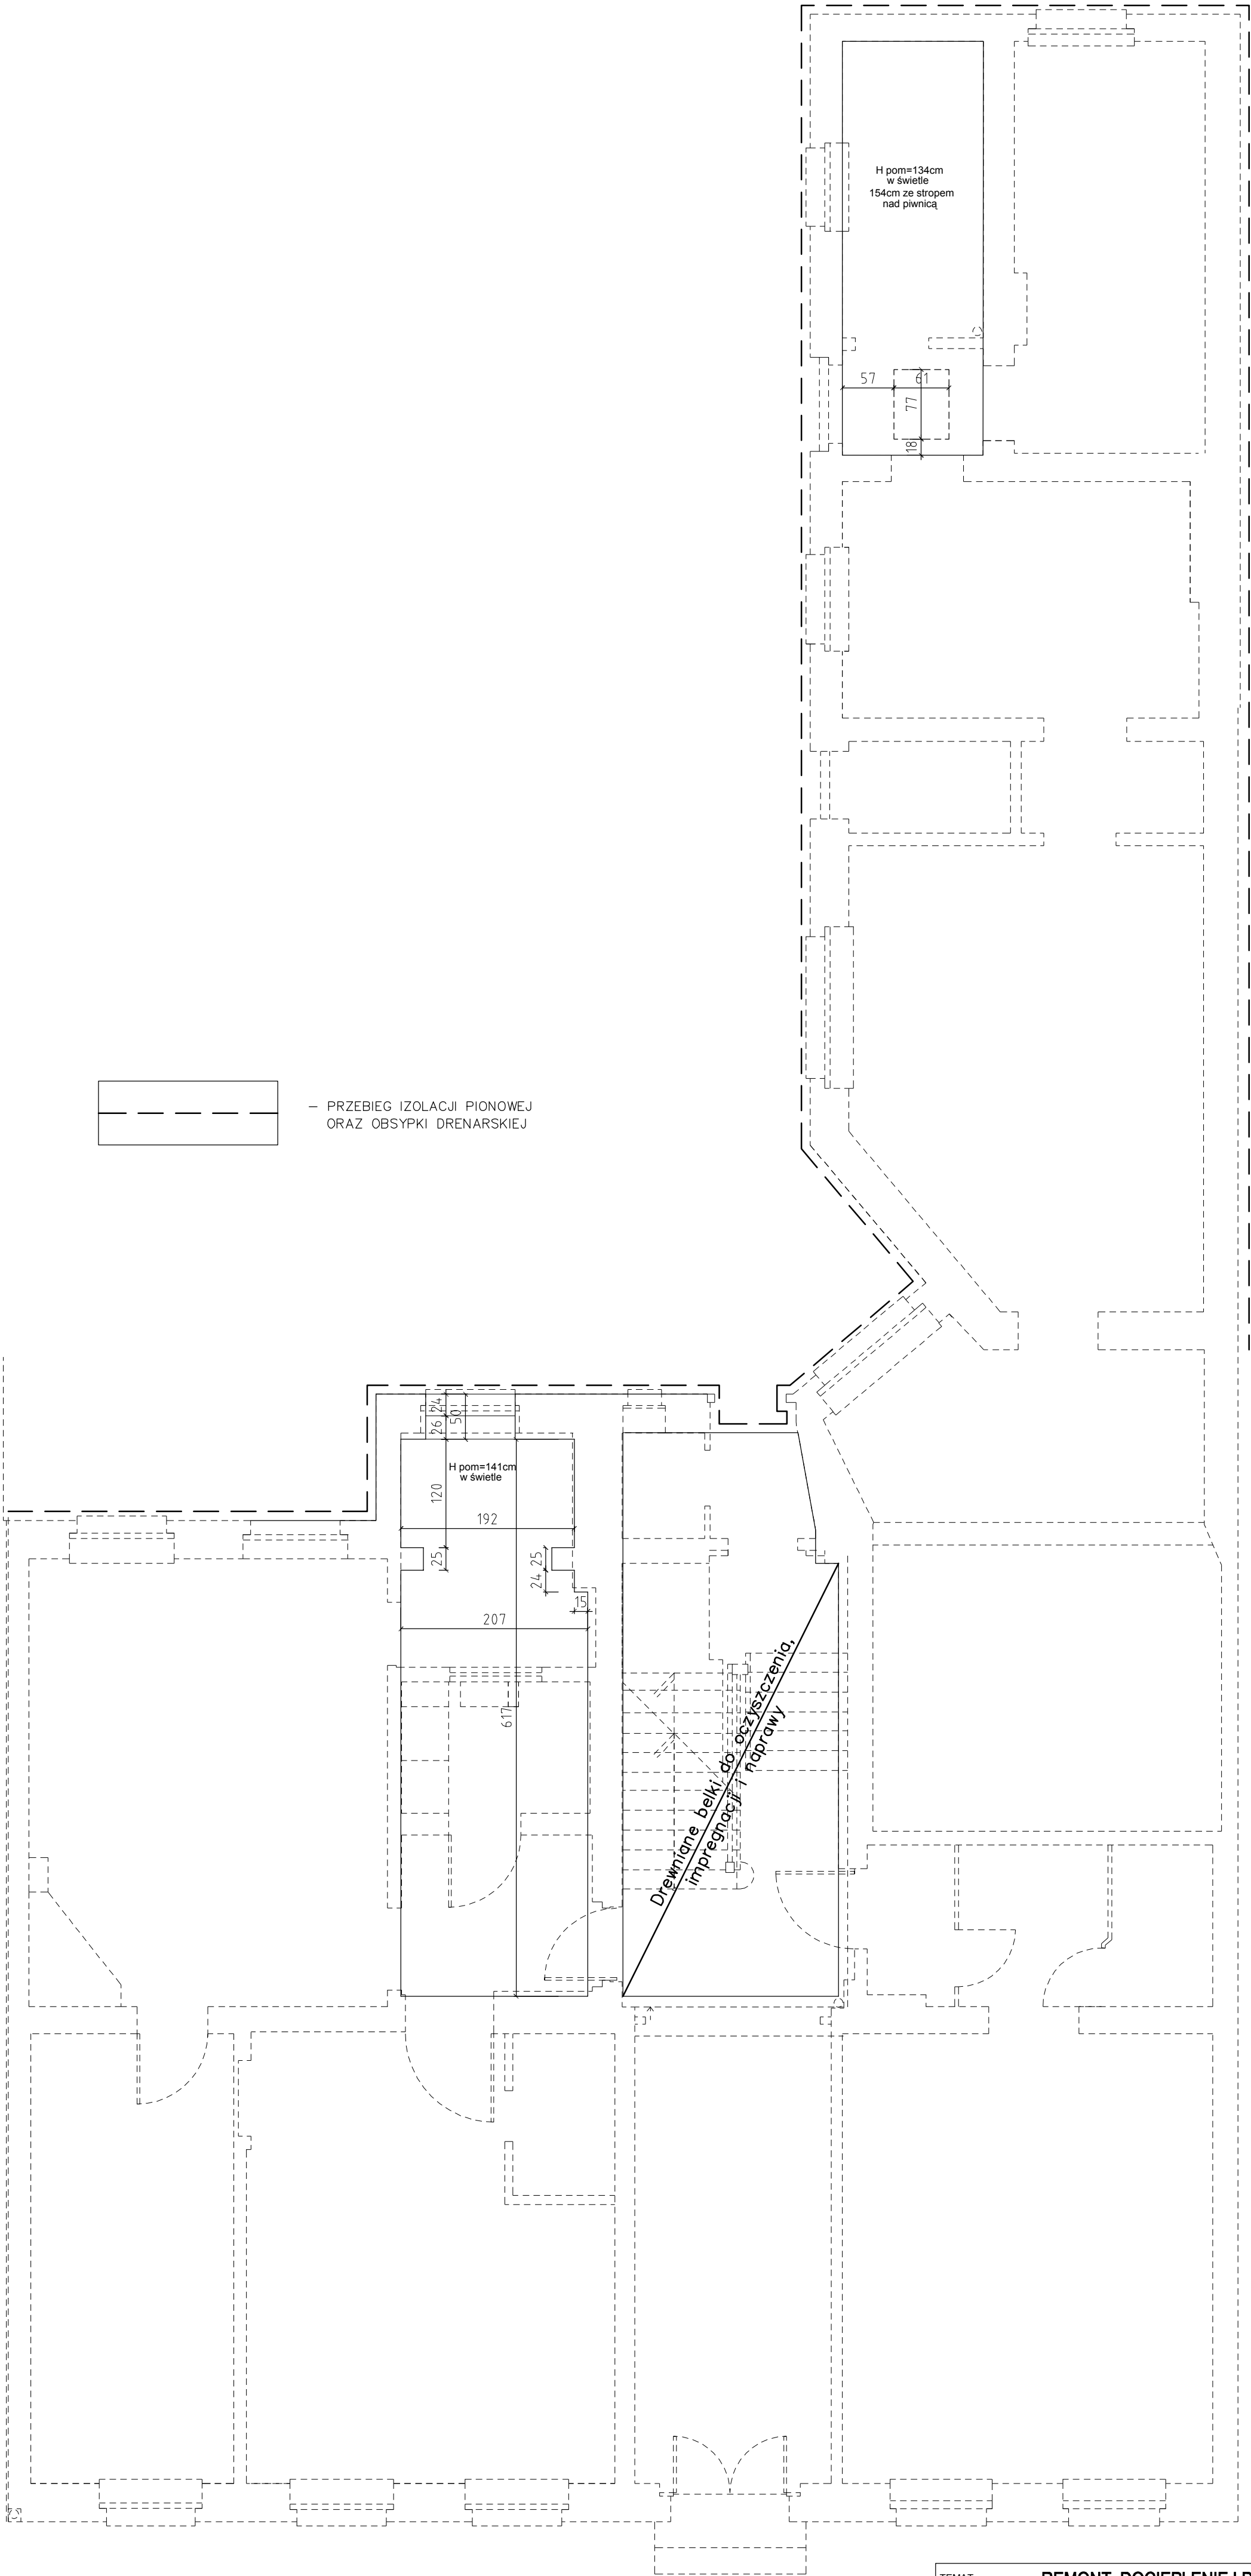 H pom=134cm
w świetle
154cm ze stropem
nad piwnicą
57
61
77
18
– PRZEBIEG IZOLACJI PIONOWEJ
ORAZ OBSYPKI DRENARSKIEJ
24
26
50
H pom=141cm
w świetle
120
192
25
25
24
15
207
617
Drewniane belki do oczyszczenia,
impregnacji i naprawy